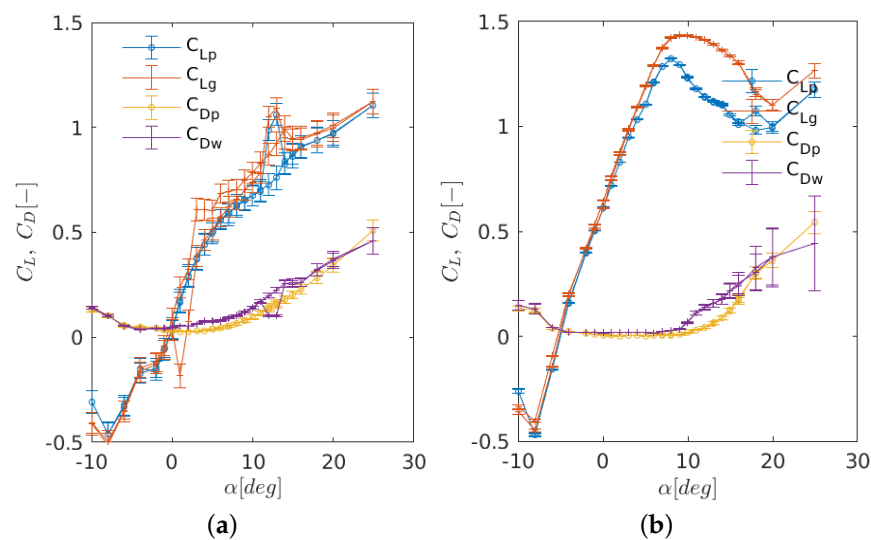 1.5
1
0.5
0
-0.5
-10
0
10
20
30
C_L, C_D[−]
α[deg]
C_Lp
C_Lg
C_Dp
C_Dw
(a)
1.5
1
0.5
0
-0.5
-10
0
10
20
30
C_L, C_D[−]
α[deg]
C_Lp
C_Lg
C_Dp
C_Dw
(b)